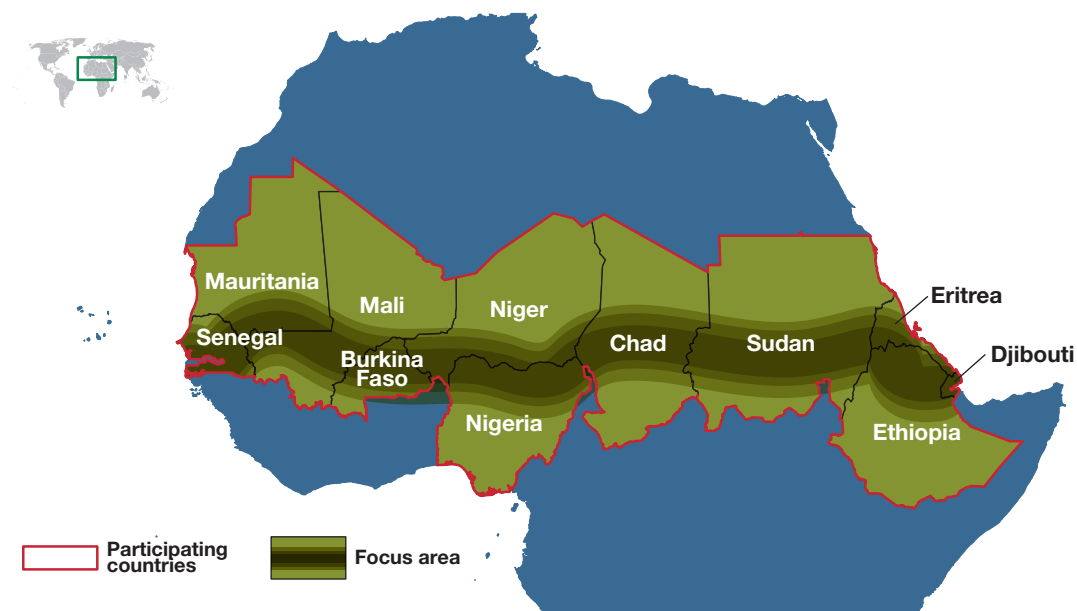 Mauritania
Mali
Niger
Senegal
Burkina
Faso
Chad
Sudan
Eritrea
Djibouti
Nigeria
Ethiopia
Participating
countries
Focus area